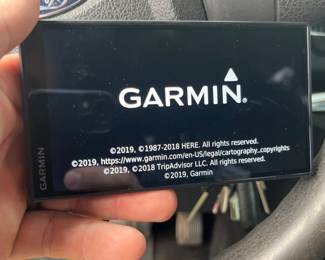 GARMIN
GARMIN®
©2019, ©1987-2018 HERE. All rights reserved.
©2019, https://www.garmin.com/en-US/legal/cartography_copyrights
©2019, ©2018 TripAdvisor LLC. All rights reserved.
©2019, Garmin